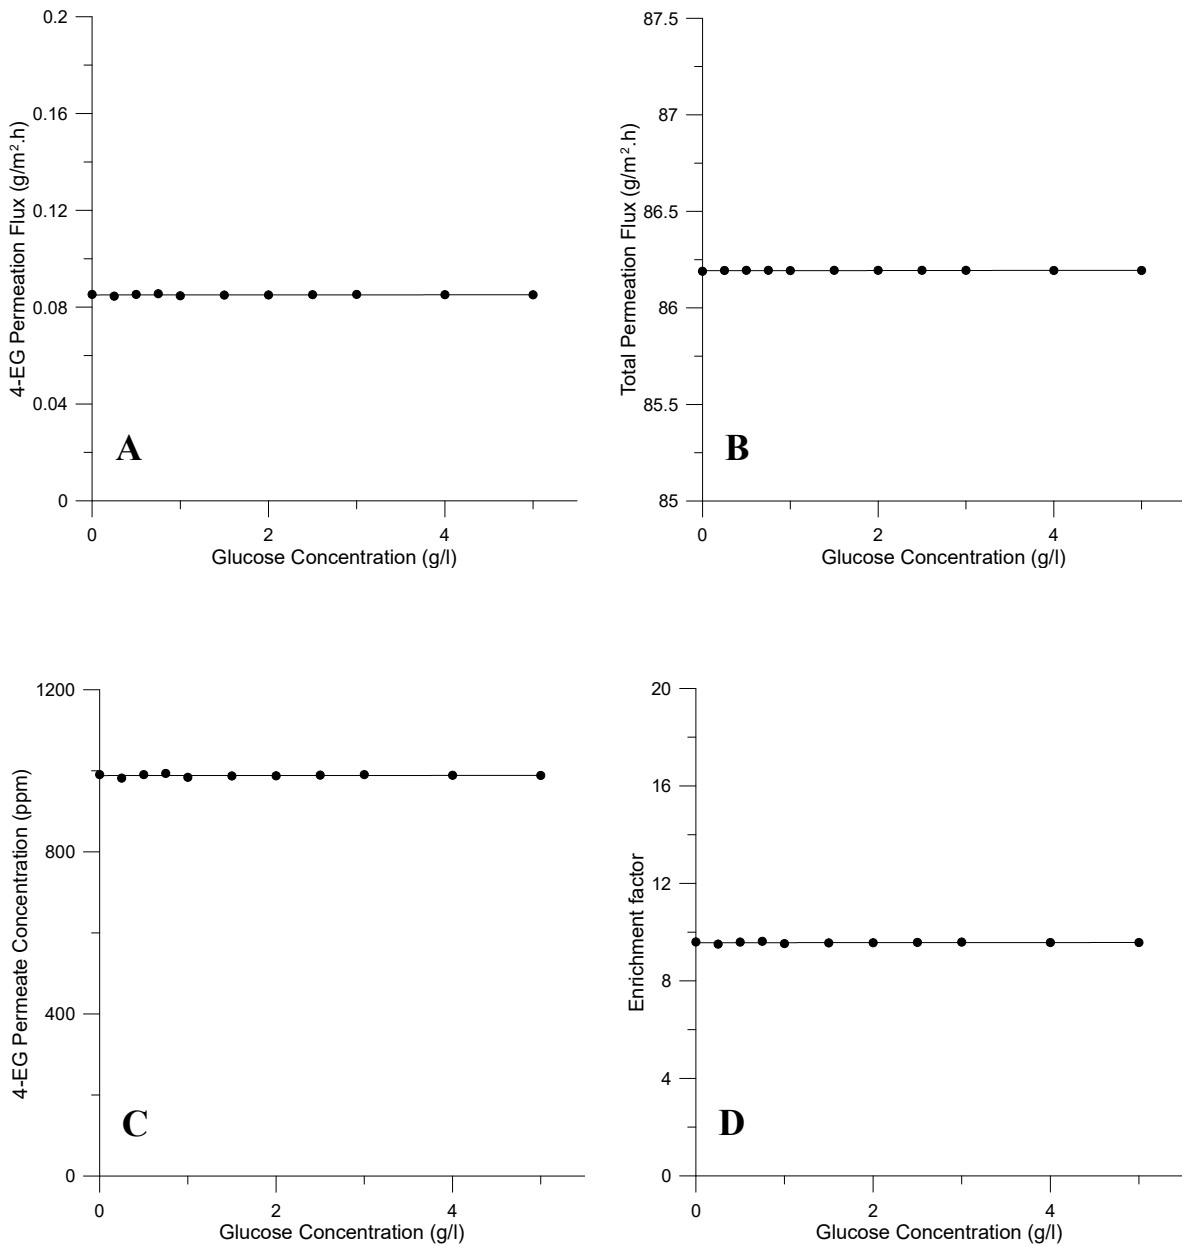 0.2
0.16
0.12
0.08
0.04
0
4-EG Permeation Flux (g/m².h)
A
0 2 4
Glucose Concentration (g/l)
87.5
87
86.5
86
85.5
85
Total Permeation Flux (g/m².h)
B
0 2 4
Glucose Concentration (g/l)
1200
800
400
0
4-EG Permeate Concentration (ppm)
C
0 2 4
Glucose Concentration (g/l)
20
16
12
8
4
0
Enrichment factor
D
0 2 4
Glucose Concentration (g/l)